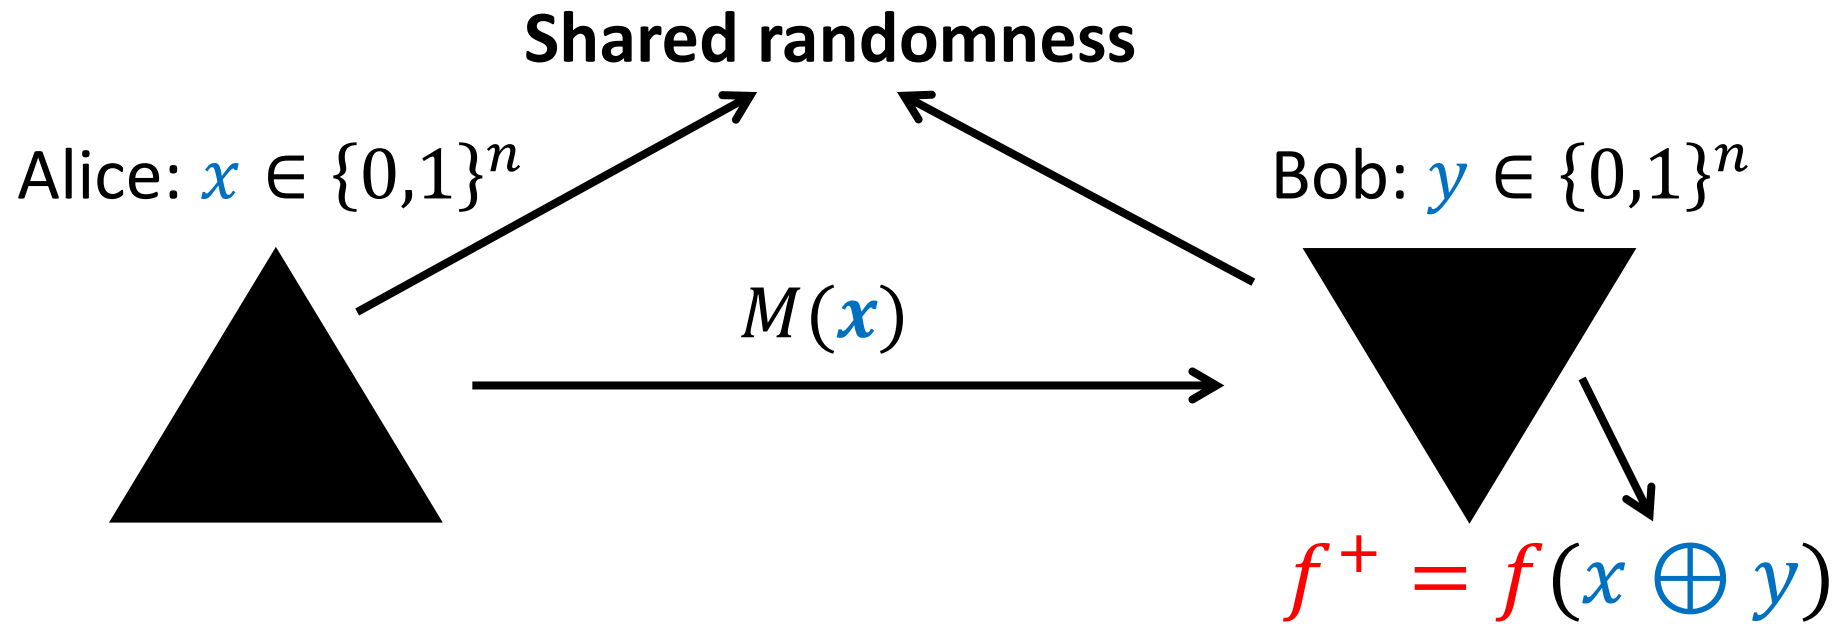 Shared randomness
Alice: x ∈ {0,1}ⁿ
Bob: y ∈ {0,1}ⁿ
M(x)
f⁺ = f(x ⊕ y)